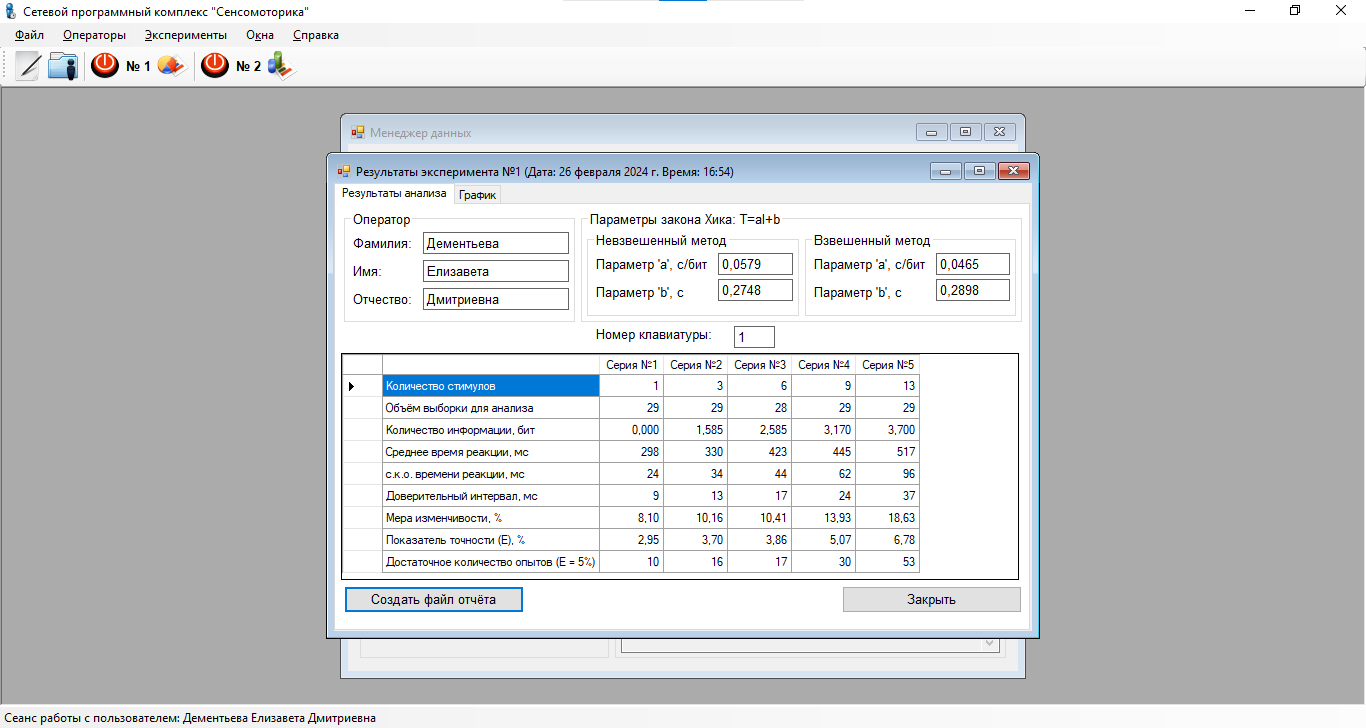 Сетевой программный комплекс "Сенсомоторика"
Файл Операторы Эксперименты Окна Справка
№ 1 № 2
Менеджер данных
Результаты эксперимента №1 (Дата: 26 февраля 2024 г. Время: 16:54)
Результаты анализа График
Оператор
Фамилия: Дементьева
Имя: Елизавета
Отчество: Дмитриевна
Параметры закона Хика: T=aI+b
Невзвешенный метод
Параметр 'a', с/бит 0,0579
Параметр 'b', с 0,2748
Взвешенный метод
Параметр 'a', с/бит 0,0465
Параметр 'b', с 0,2898
Номер клавиатуры: 1
Серия №1 Серия №2 Серия №3 Серия №4 Серия №5
Количество стимулов 1 3 6 9 13
Объём выборки для анализа 29 29 28 29 29
Количество информации, бит 0,000 1,585 2,585 3,170 3,700
Среднее время реакции, мс 298 330 423 445 517
с.к.о. времени реакции, мс 24 34 44 62 96
Доверительный интервал, мс 9 13 17 24 37
Мера изменчивости, % 8,10 10,16 10,41 13,93 18,63
Показатель точности (E), % 2,95 3,70 3,86 5,07 6,78
Достаточное количество опытов (E = 5%) 10 16 17 30 53
Создать файл отчёта Закрыть
Сеанс работы с пользователем: Дементьева Елизавета Дмитриевна